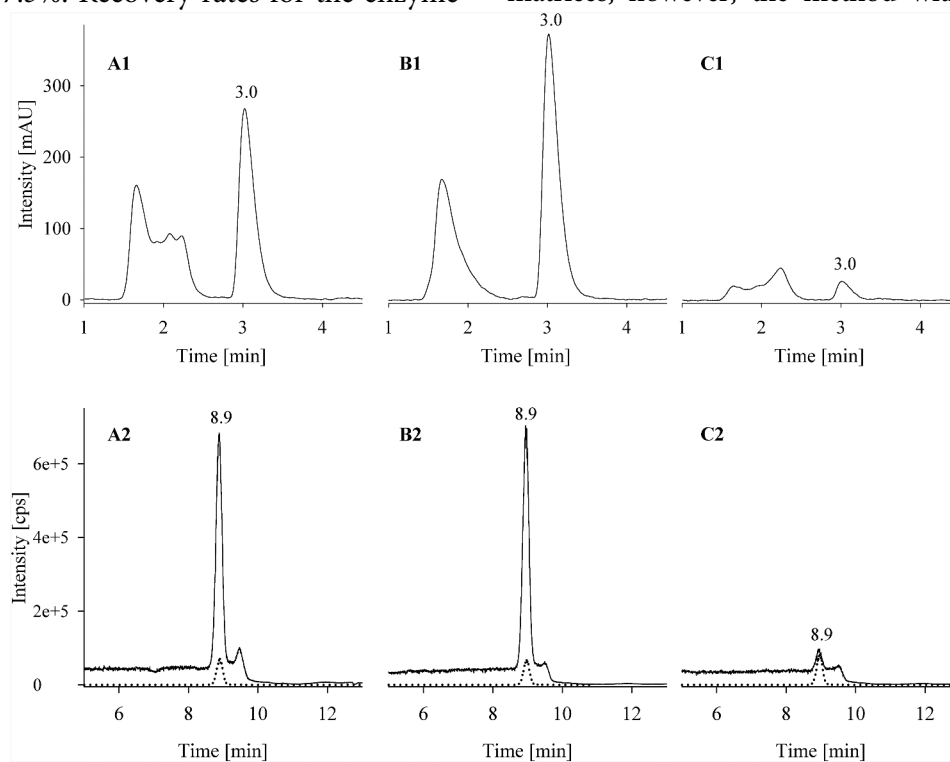 7.5%. Recovery rates for the enzyme matrices, however, the method was
3.0
A1 B1 C1
300 3.0
200
100 3.0
0
Intensity [mAU]
1 2 3 4 1 2 3 4 1 2 3 4
Time [min] Time [min] Time [min]
8.9 8.9
A2 B2 C2
6e+5
4e+5
2e+5 8.9
0
Intensity [cps]
6 8 10 12 6 8 10 12 6 8 10 12
Time [min] Time [min] Time [min]